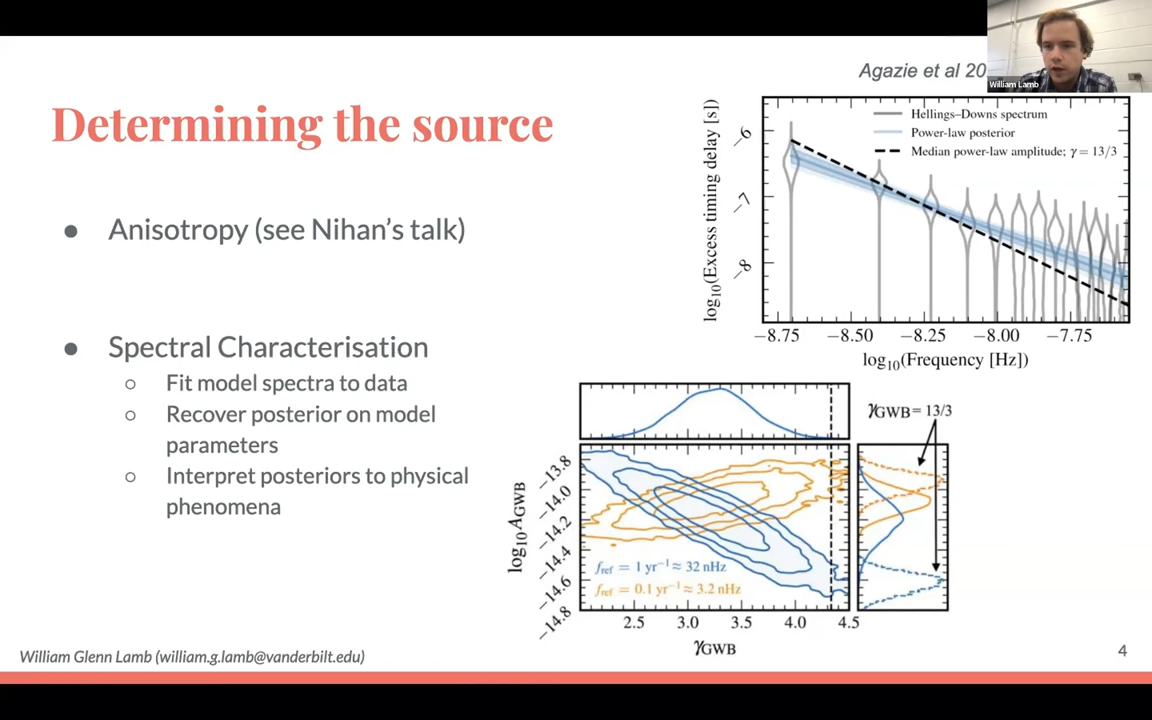 Agazie et al 20
William Lamb
Determining the source
● Anisotropy (see Nihan's talk)
● Spectral Characterisation
○ Fit model spectra to data
○ Recover posterior on model
parameters
○ Interpret posteriors to physical
phenomena
Hellings–Downs spectrum
Power-law posterior
Median power-law amplitude; γ = 13/3
log₁₀(Excess timing delay [s])
−6
−7
−8
−8.75 −8.50 −8.25 −8.00 −7.75
log₁₀(Frequency [Hz])
γGWB = 13/3
log₁₀AGWB
−13.8
−14.0
−14.2
−14.4
−14.6
−14.8
fref = 1 yr⁻¹ ≈ 32 nHz
fref = 0.1 yr⁻¹ ≈ 3.2 nHz
2.5 3.0 3.5 4.0 4.5
γGWB
William Glenn Lamb (william.g.lamb@vanderbilt.edu)
4